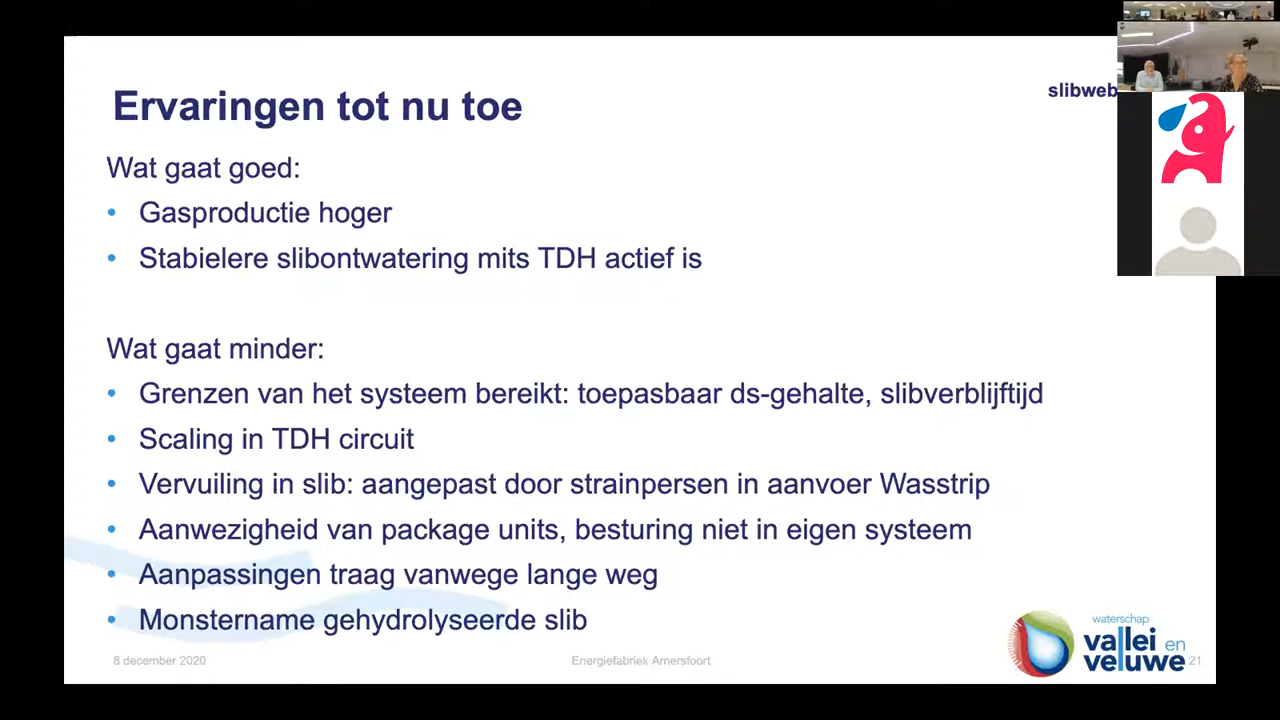 Ervaringen tot nu toe
slibweb
Wat gaat goed:
• Gasproductie hoger
• Stabielere slibontwatering mits TDH actief is
Wat gaat minder:
• Grenzen van het systeem bereikt: toepasbaar ds-gehalte, slibverblijftijd
• Scaling in TDH circuit
• Vervuiling in slib: aangepast door strainpersen in aanvoer Wasstrip
• Aanwezigheid van package units, besturing niet in eigen systeem
• Aanpassingen traag vanwege lange weg
• Monstername gehydrolyseerde slib
8 december 2020
Energiefabriek Amersfoort
waterschap
vallei en
veluwe
21